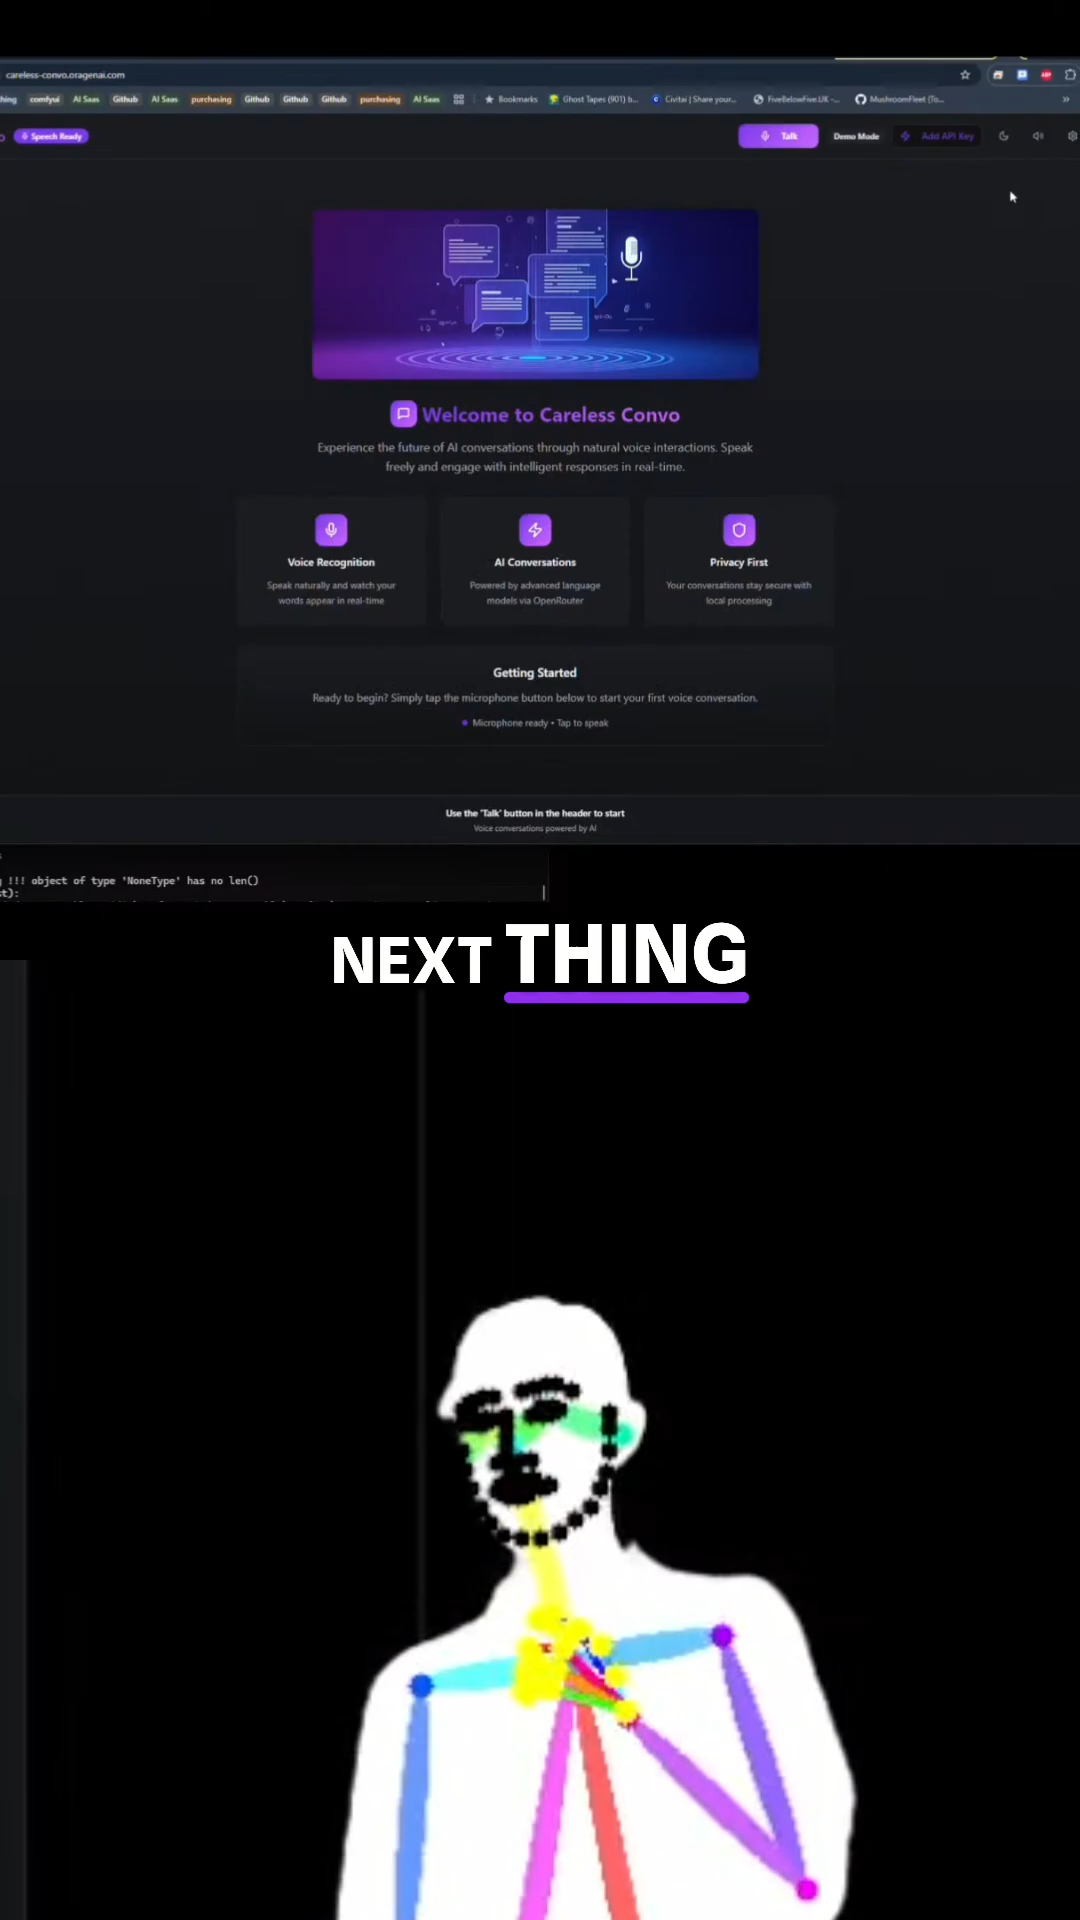 careless-convo.oragenai.com
hing comfyui AI Saas Github AI Saas purchasing Github Github Github purchasing AI Saas Bookmarks Ghost Tapes (901) b... Civitai | Share your... FiveBelowFive.UK -... MushroomFleet (To... »
o Speech Ready Talk Demo Mode Add API Key
Welcome to Careless Convo
Experience the future of AI conversations through natural voice interactions. Speak
freely and engage with intelligent responses in real-time.
Voice Recognition
Speak naturally and watch your
words appear in real-time
AI Conversations
Powered by advanced language
models via OpenRouter
Privacy First
Your conversations stay secure with
local processing
Getting Started
Ready to begin? Simply tap the microphone button below to start your first voice conversation.
Microphone ready • Tap to speak
Use the 'Talk' button in the header to start
Voice conversations powered by AI
!!! object of type 'NoneType' has no len()
t):
NEXT THING